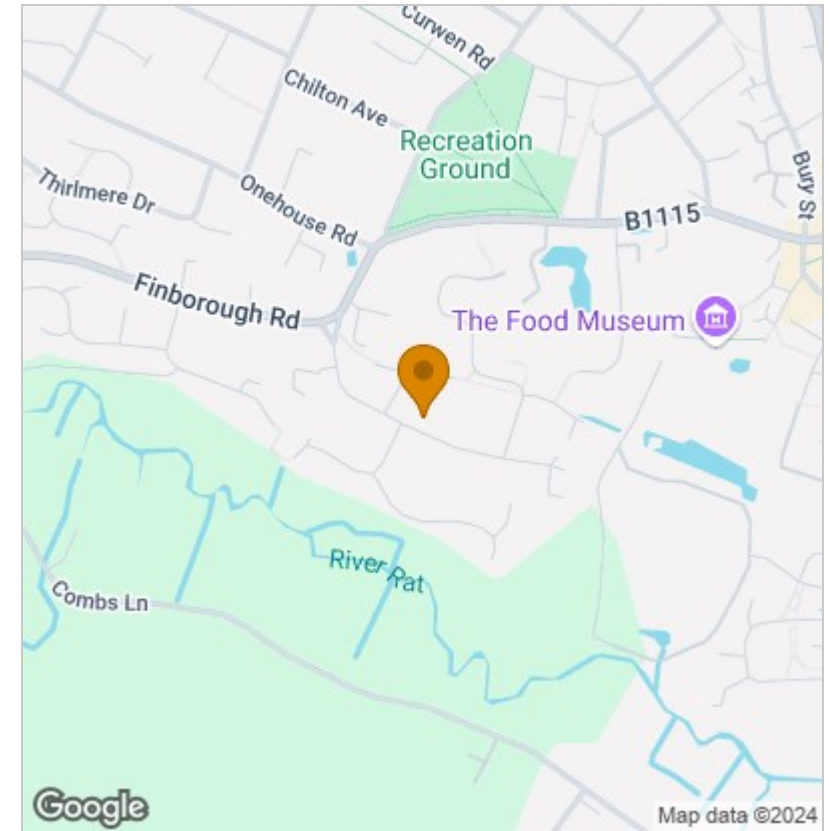 Curwen Rd
Chilton Ave
Recreation
Ground
Thirlmere Dr
Onehouse Rd
B1115
Bury St
Finborough Rd
The Food Museum
River Rat
Combs Ln
Google
Map data ©2024